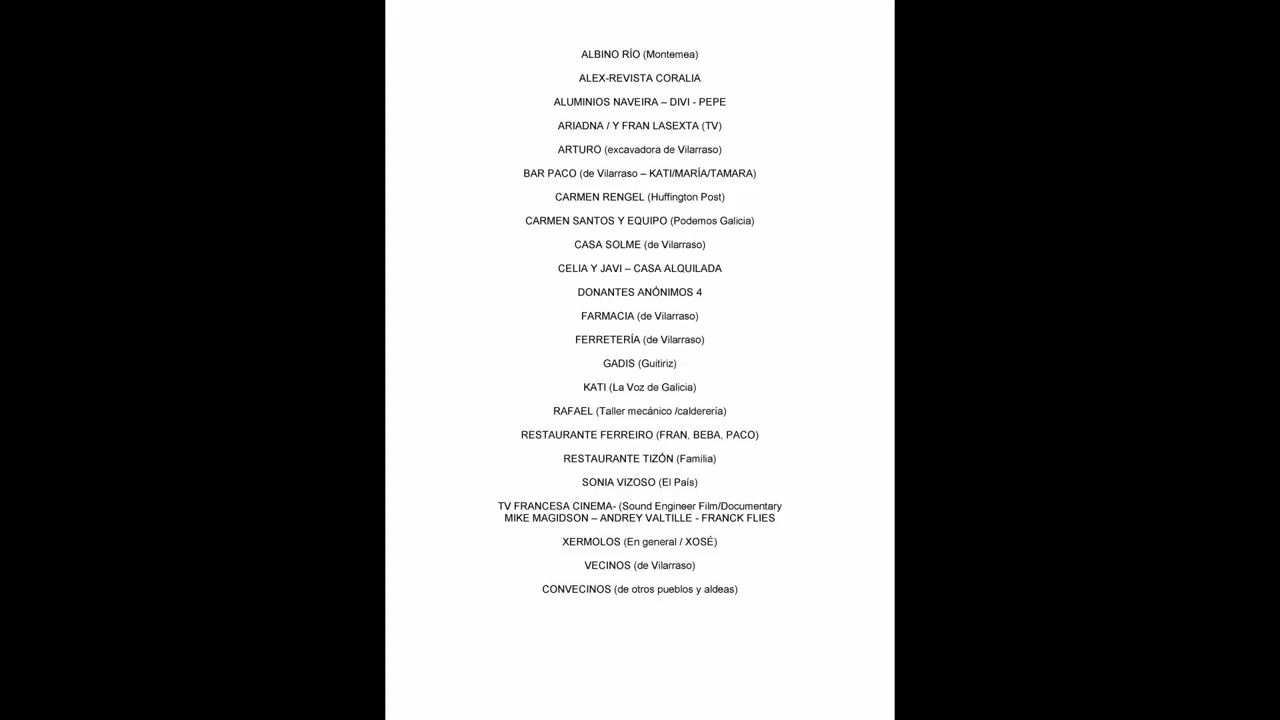 ALBINO RÍO (Montemea)
ALEX-REVISTA CORALIA
ALUMINIOS NAVEIRA – DIVI - PEPE
ARIADNA / Y FRAN LASEXTA (TV)
ARTURO (excavadora de Vilarraso)
BAR PACO (de Vilarraso – KATI/MARÍA/TAMARA)
CARMEN RENGEL (Huffington Post)
CARMEN SANTOS Y EQUIPO (Podemos Galicia)
CASA SOLME (de Vilarraso)
CELIA Y JAVI – CASA ALQUILADA
DONANTES ANÓNIMOS 4
FARMACIA (de Vilarraso)
FERRETERÍA (de Vilarraso)
GADIS (Guitiriz)
KATI (La Voz de Galicia)
RAFAEL (Taller mecánico /calderería)
RESTAURANTE FERREIRO (FRAN, BEBA, PACO)
RESTAURANTE TIZÓN (Familia)
SONIA VIZOSO (El País)
TV FRANCESA CINEMA- (Sound Engineer Film/Documentary
MIKE MAGIDSON – ANDREY VALTILLE - FRANCK FLIES
XERMOLOS (En general / XOSÉ)
VECINOS (de Vilarraso)
CONVECINOS (de otros pueblos y aldeas)